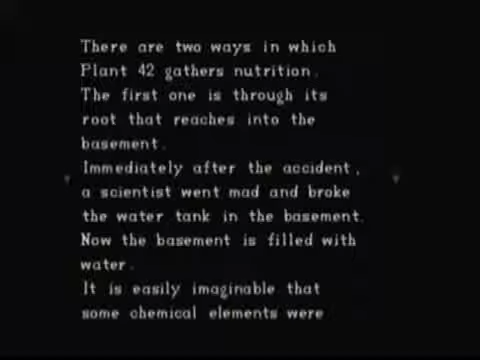 There are two ways in which
Plant 42 gathers nutrition.
The first one is through its
root that reaches into the
basement.
Immediately after the accident,
a scientist went mad and broke
the water tank in the basement.
Now the basement is filled with
water.
It is easily imaginable that
some chemical elements were